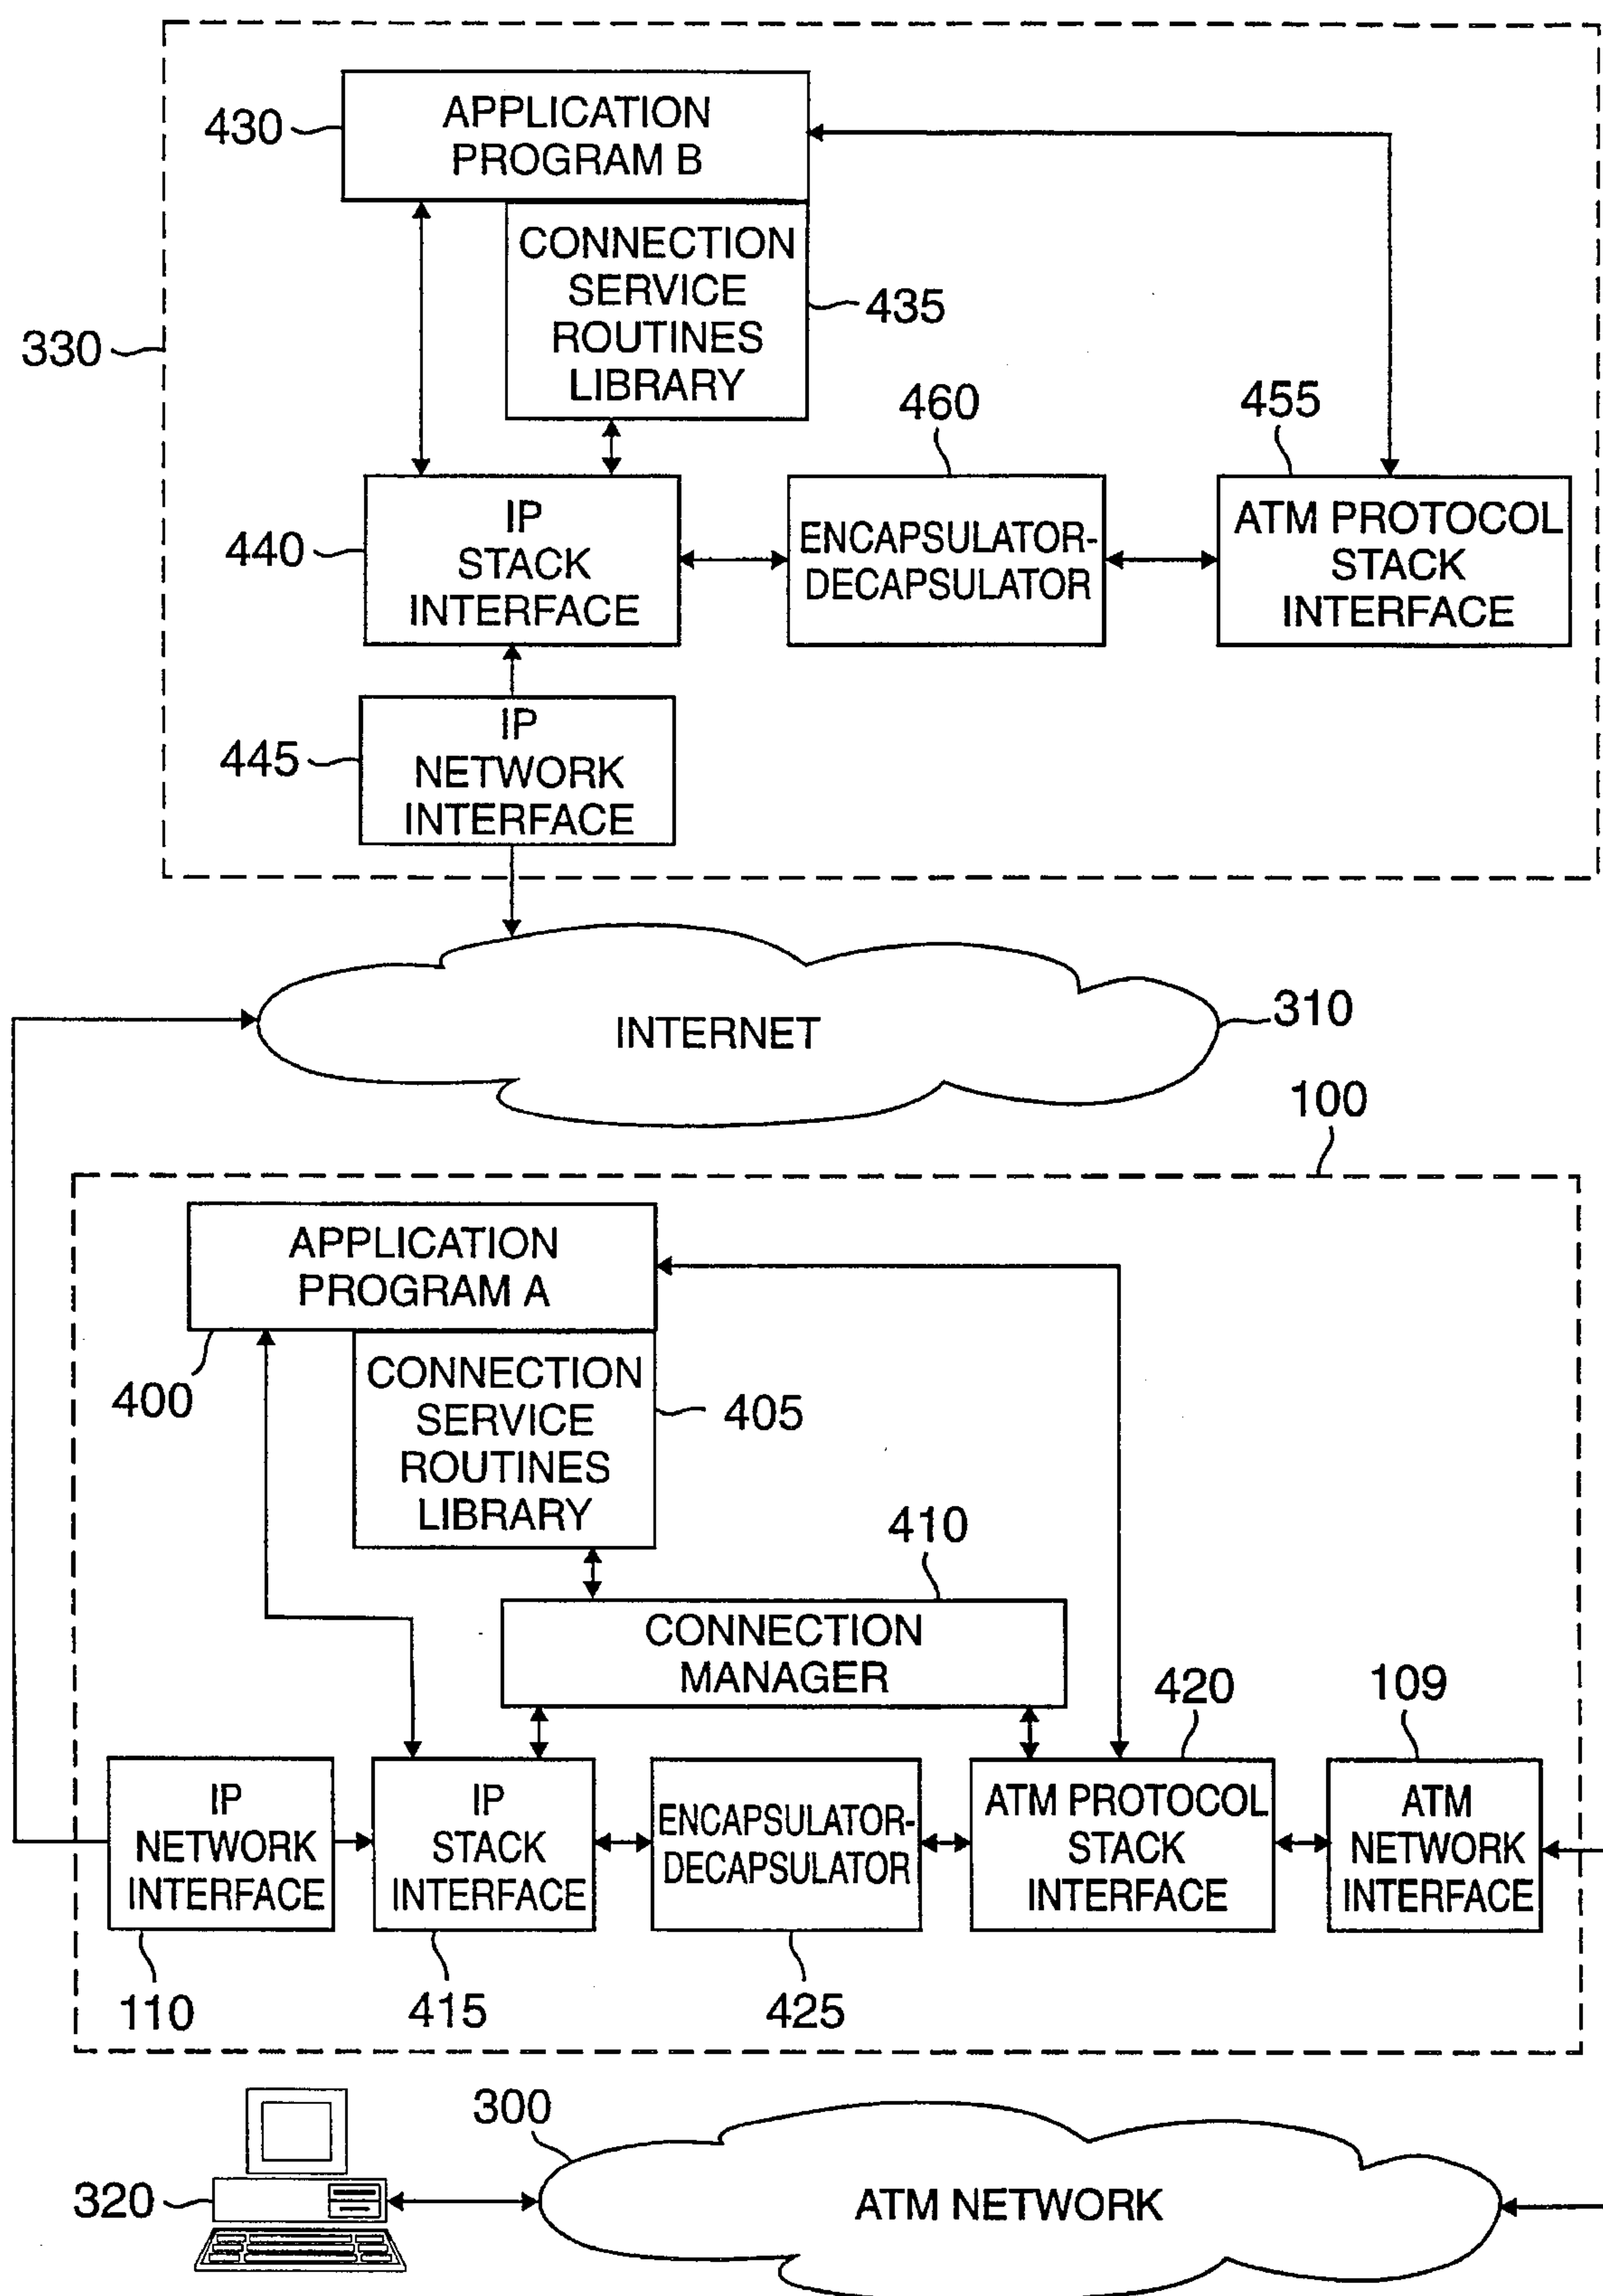 430
APPLICATION
PROGRAM B
CONNECTION
SERVICE
ROUTINES
LIBRARY
435
330
460
455
440
IP
STACK
INTERFACE
ENCAPSULATOR-
DECAPSULATOR
ATM PROTOCOL
STACK
INTERFACE
445
IP
NETWORK
INTERFACE
INTERNET
310
100
APPLICATION
PROGRAM A
400
CONNECTION
SERVICE
ROUTINES
LIBRARY
405
410
CONNECTION
MANAGER
420
109
IP
NETWORK
INTERFACE
IP
STACK
INTERFACE
ENCAPSULATOR-
DECAPSULATOR
ATM PROTOCOL
STACK
INTERFACE
ATM
NETWORK
INTERFACE
110
415
425
300
320
ATM NETWORK